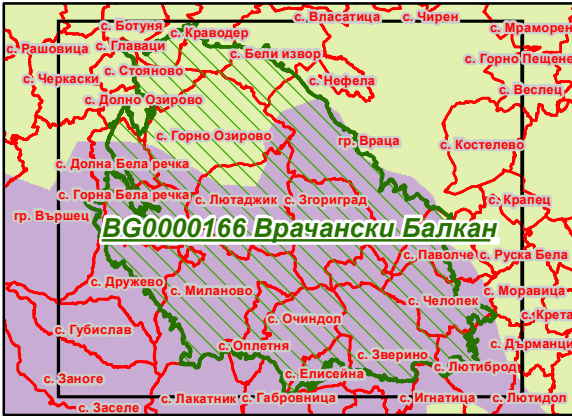 с. Власатица
с. Чирен
с. Ботуня
с. Краводер
с. Мраморен
с. Рашовица
с. Главаци
с. Бели извор
с. Горно Пещене
с. Черкаски
с. Стояново
с. Нефела
с. Веслец
с. Долно Озирово
с. Горно Озирово
гр. Враца
с. Костелево
с. Долна Бела речка
с. Горна Бела речка
с. Лютаджик
с. Згориград
с. Крапец
гр. Вършец
BG0000166 Врачански Балкан
с. Паволче
с. Руска Бела
с. Дружево
с. Миланово
с. Челопек
с. Моравица
с. Губислав
с. Очиндол
с. Крета
с. Оплетня
с. Зверино
с. Дърманци
с. Заноге
с. Елисейна
с. Лютиброд
с. Заселе
с. Лакатник
с. Габровница
с. Игнатица
с. Лютидол